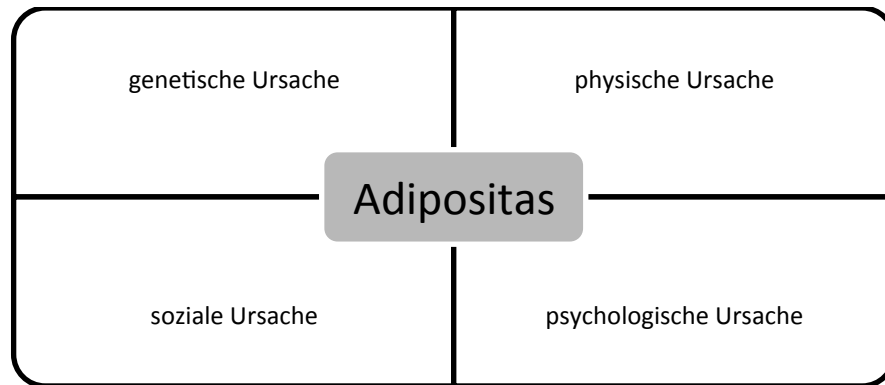 genetische Ursache
physische Ursache
Adipositas
soziale Ursache
psychologische Ursache